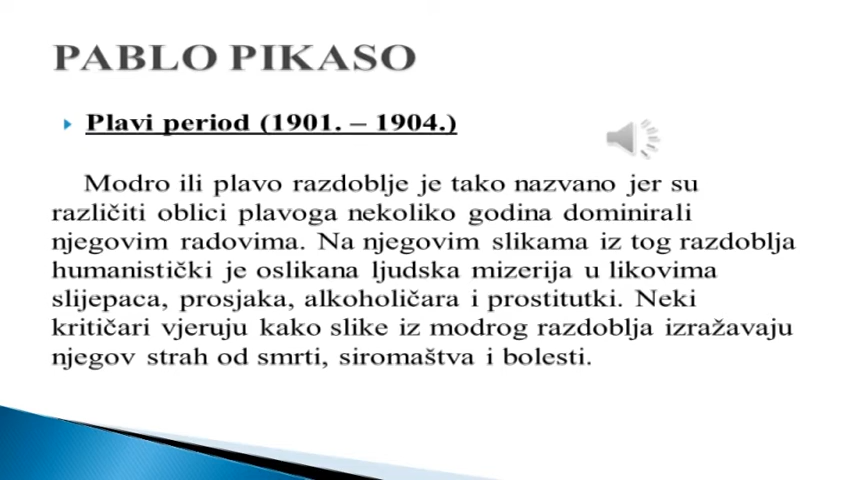 PABLO PIKASO
Plavi period (1901. – 1904.)
Modro ili plavo razdoblje je tako nazvano jer su
različiti oblici plavoga nekoliko godina dominirali
njegovim radovima. Na njegovim slikama iz tog razdoblja
humanistički je oslikana ljudska mizerija u likovima
slijepaca, prosjaka, alkoholičara i prostitutki. Neki
kritičari vjeruju kako slike iz modrog razdoblja izražavaju
njegov strah od smrti, siromaštva i bolesti.